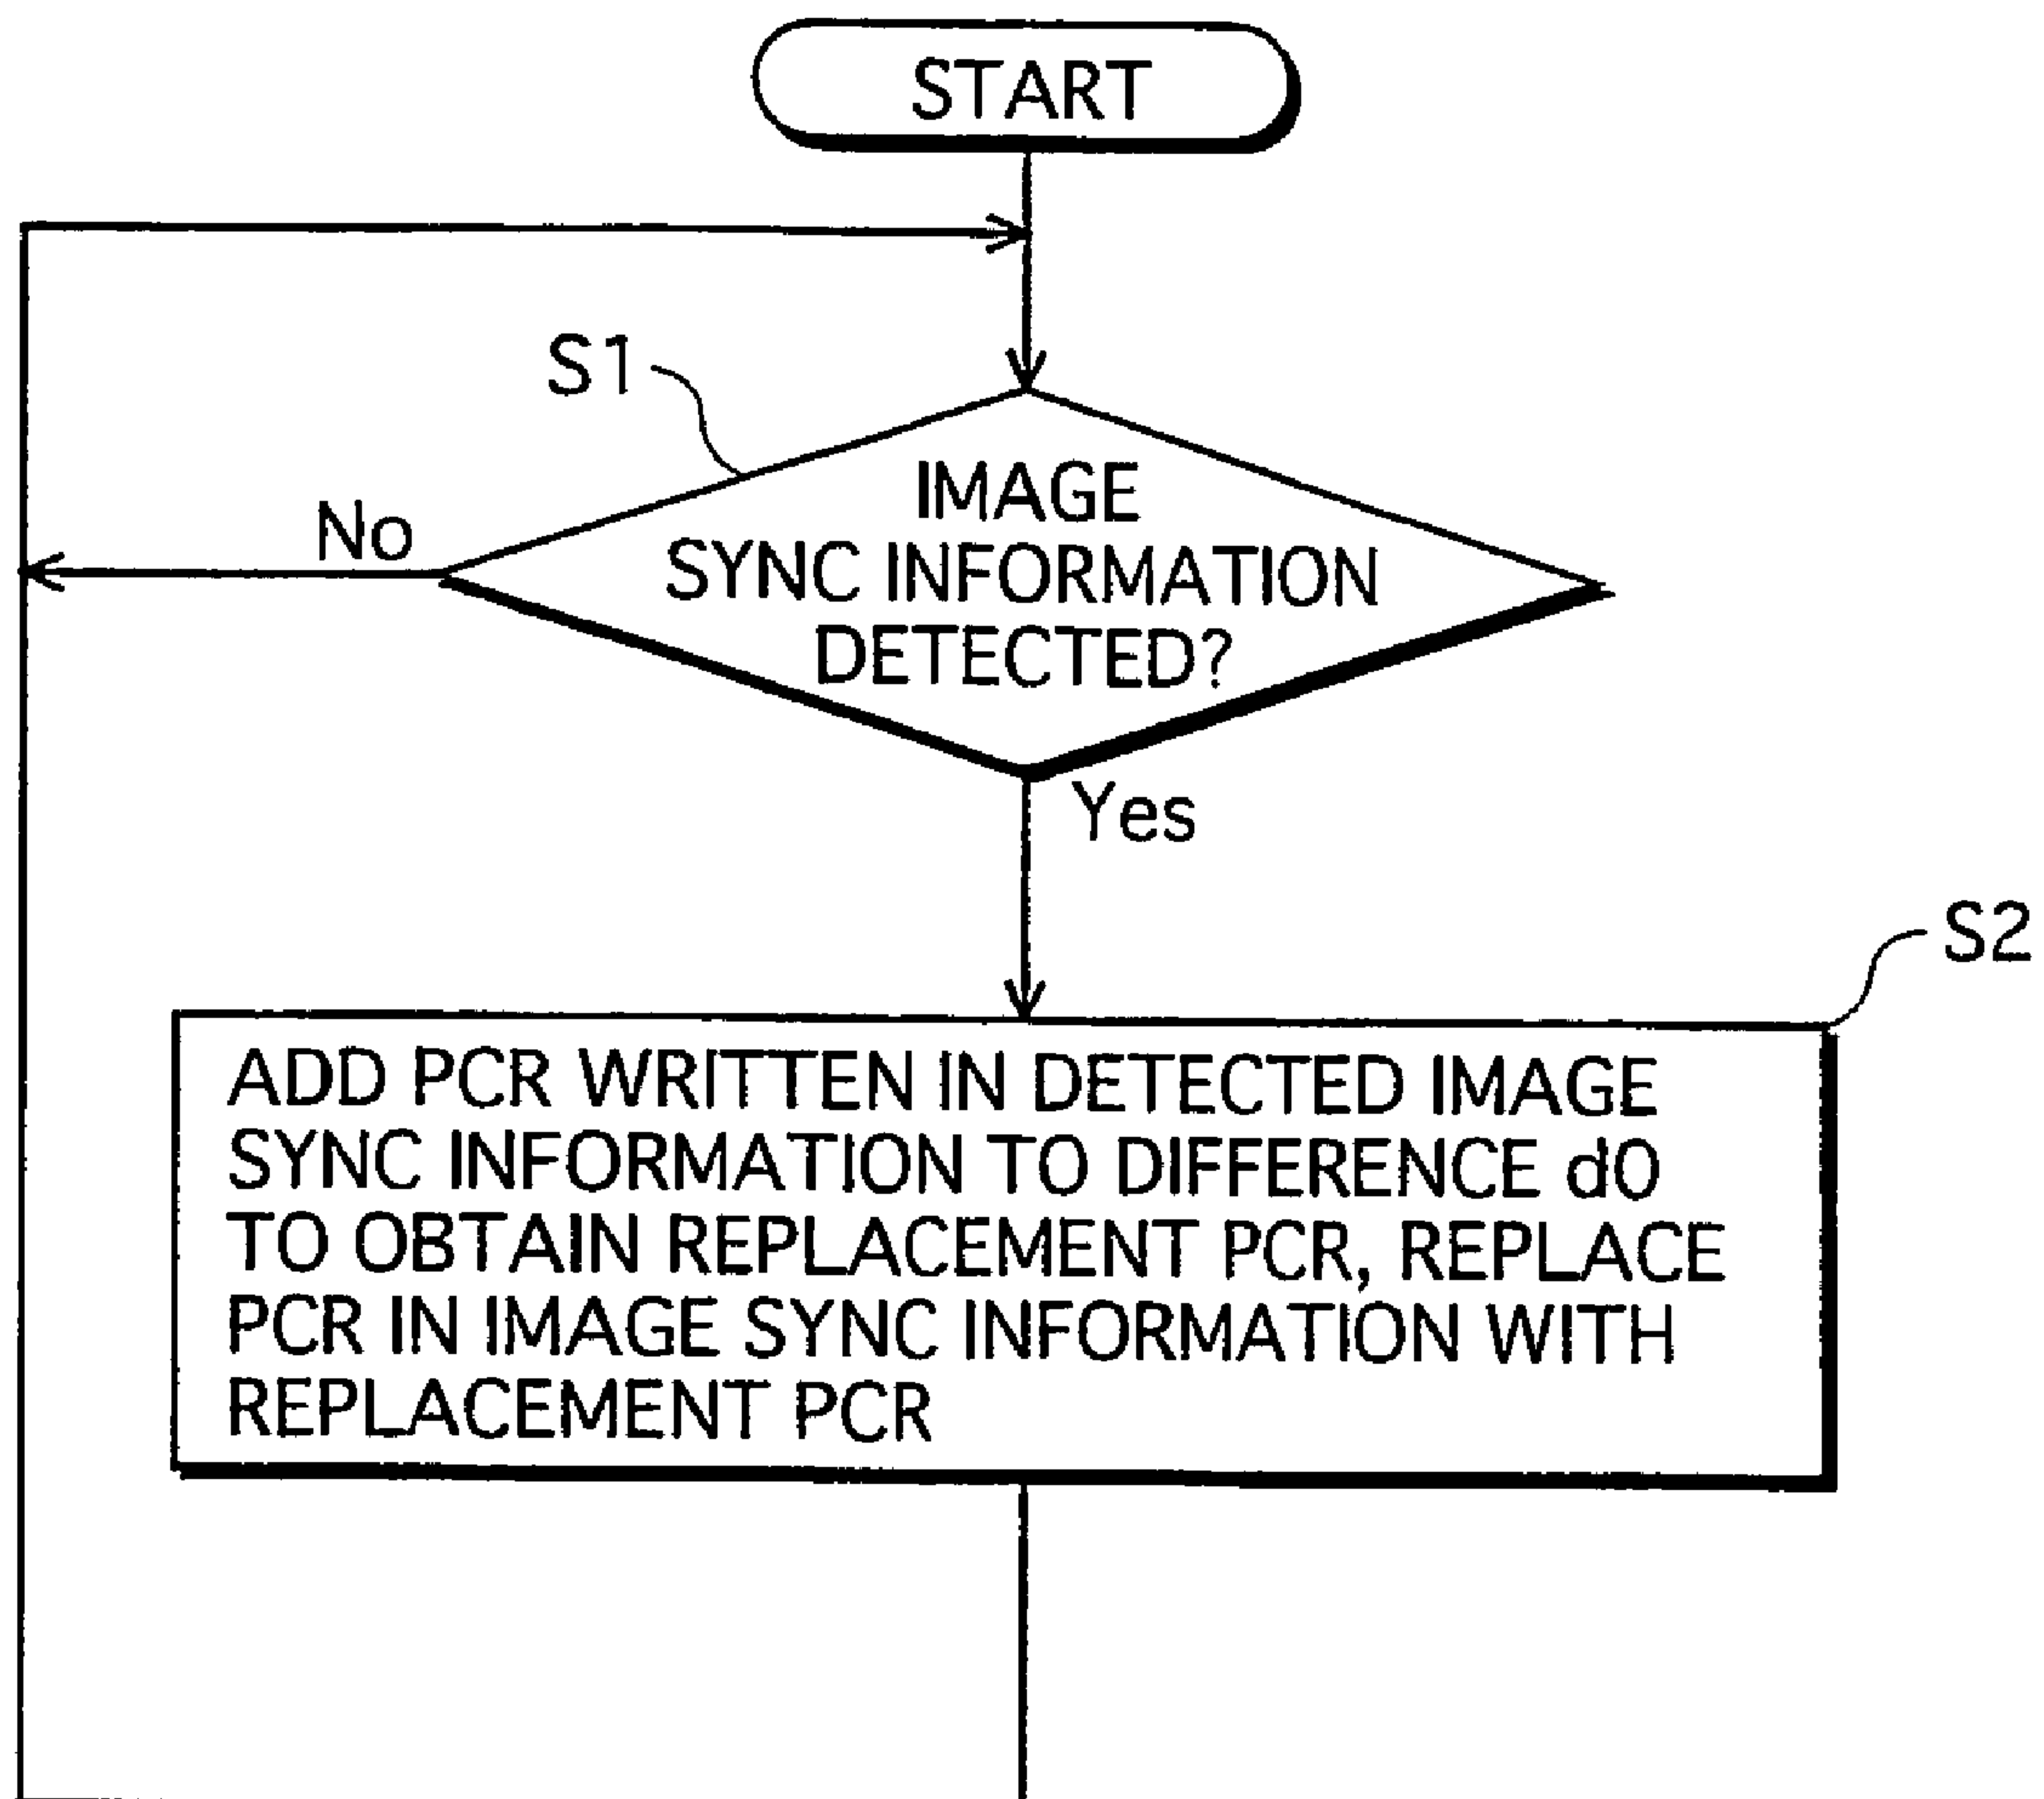 START
S1
IMAGE
SYNC INFORMATION
DETECTED?
No
Yes
S2
ADD PCR WRITTEN IN DETECTED IMAGE
SYNC INFORMATION TO DIFFERENCE d0
TO OBTAIN REPLACEMENT PCR, REPLACE
PCR IN IMAGE SYNC INFORMATION WITH
REPLACEMENT PCR